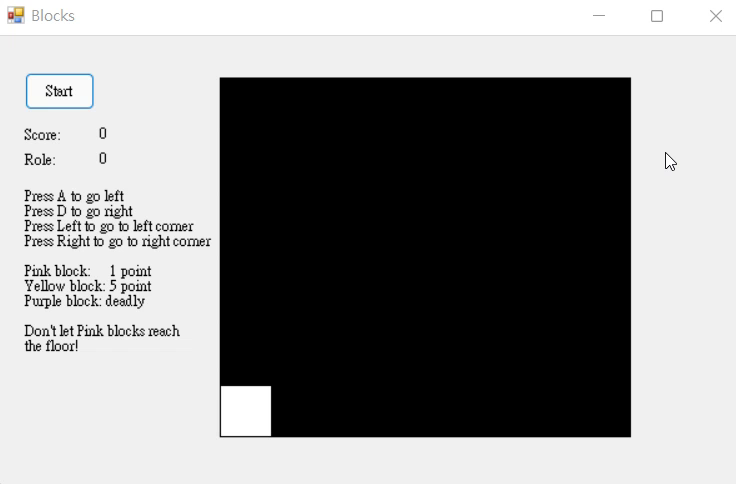 Blocks
Start
Score: 0
Role: 0
Press A to go left
Press D to go right
Press Left to go to left corner
Press Right to go to right corner
Pink block: 1 point
Yellow block: 5 point
Purple block: deadly
Don't let Pink blocks reach
the floor!